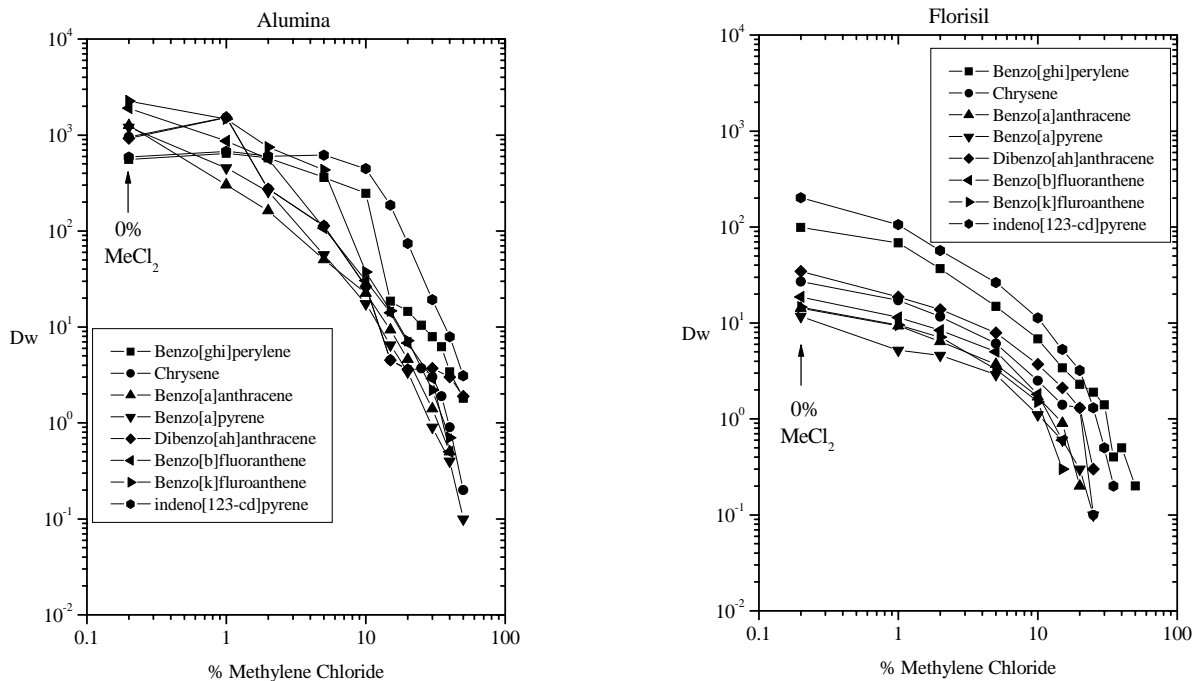 Alumina
10^4
10^3
10^2
10^1
10^0
10^-1
10^-2
Dw
0%
MeCl_2
Benzo[ghi]perylene
Chrysene
Benzo[a]anthracene
Benzo[a]pyrene
Dibenzo[ah]anthracene
Benzo[b]fluoranthene
Benzo[k]fluroanthene
indeno[123-cd]pyrene
0.1 1 10 100
% Methylene Chloride
Florisil
10^4
10^3
10^2
10^1
10^0
10^-1
10^-2
Dw
Benzo[ghi]perylene
Chrysene
Benzo[a]anthracene
Benzo[a]pyrene
Dibenzo[ah]anthracene
Benzo[b]fluoranthene
Benzo[k]fluroanthene
indeno[123-cd]pyrene
0%
MeCl_2
0.1 1 10 100
% Methylene Chloride